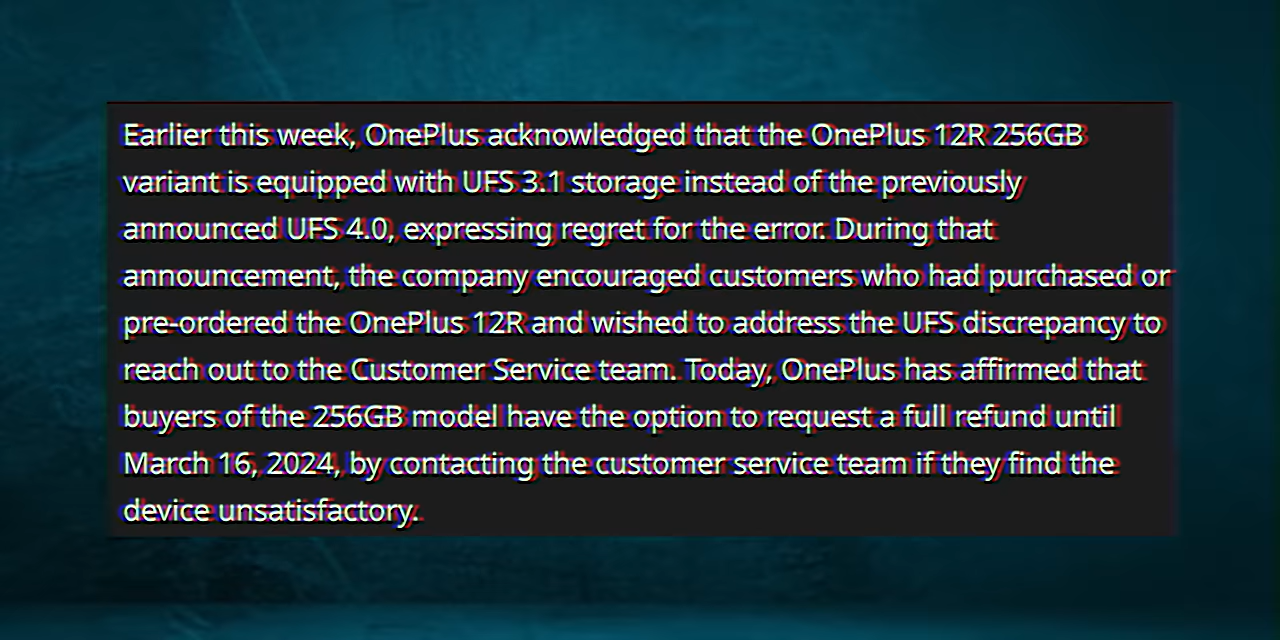 Earlier this week, OnePlus acknowledged that the OnePlus 12R 256GB
variant is equipped with UFS 3.1 storage instead of the previously
announced UFS 4.0, expressing regret for the error. During that
announcement, the company encouraged customers who had purchased or
pre-ordered the OnePlus 12R and wished to address the UFS discrepancy to
reach out to the Customer Service team. Today, OnePlus has affirmed that
buyers of the 256GB model have the option to request a full refund until
March 16, 2024, by contacting the customer service team if they find the
device unsatisfactory.